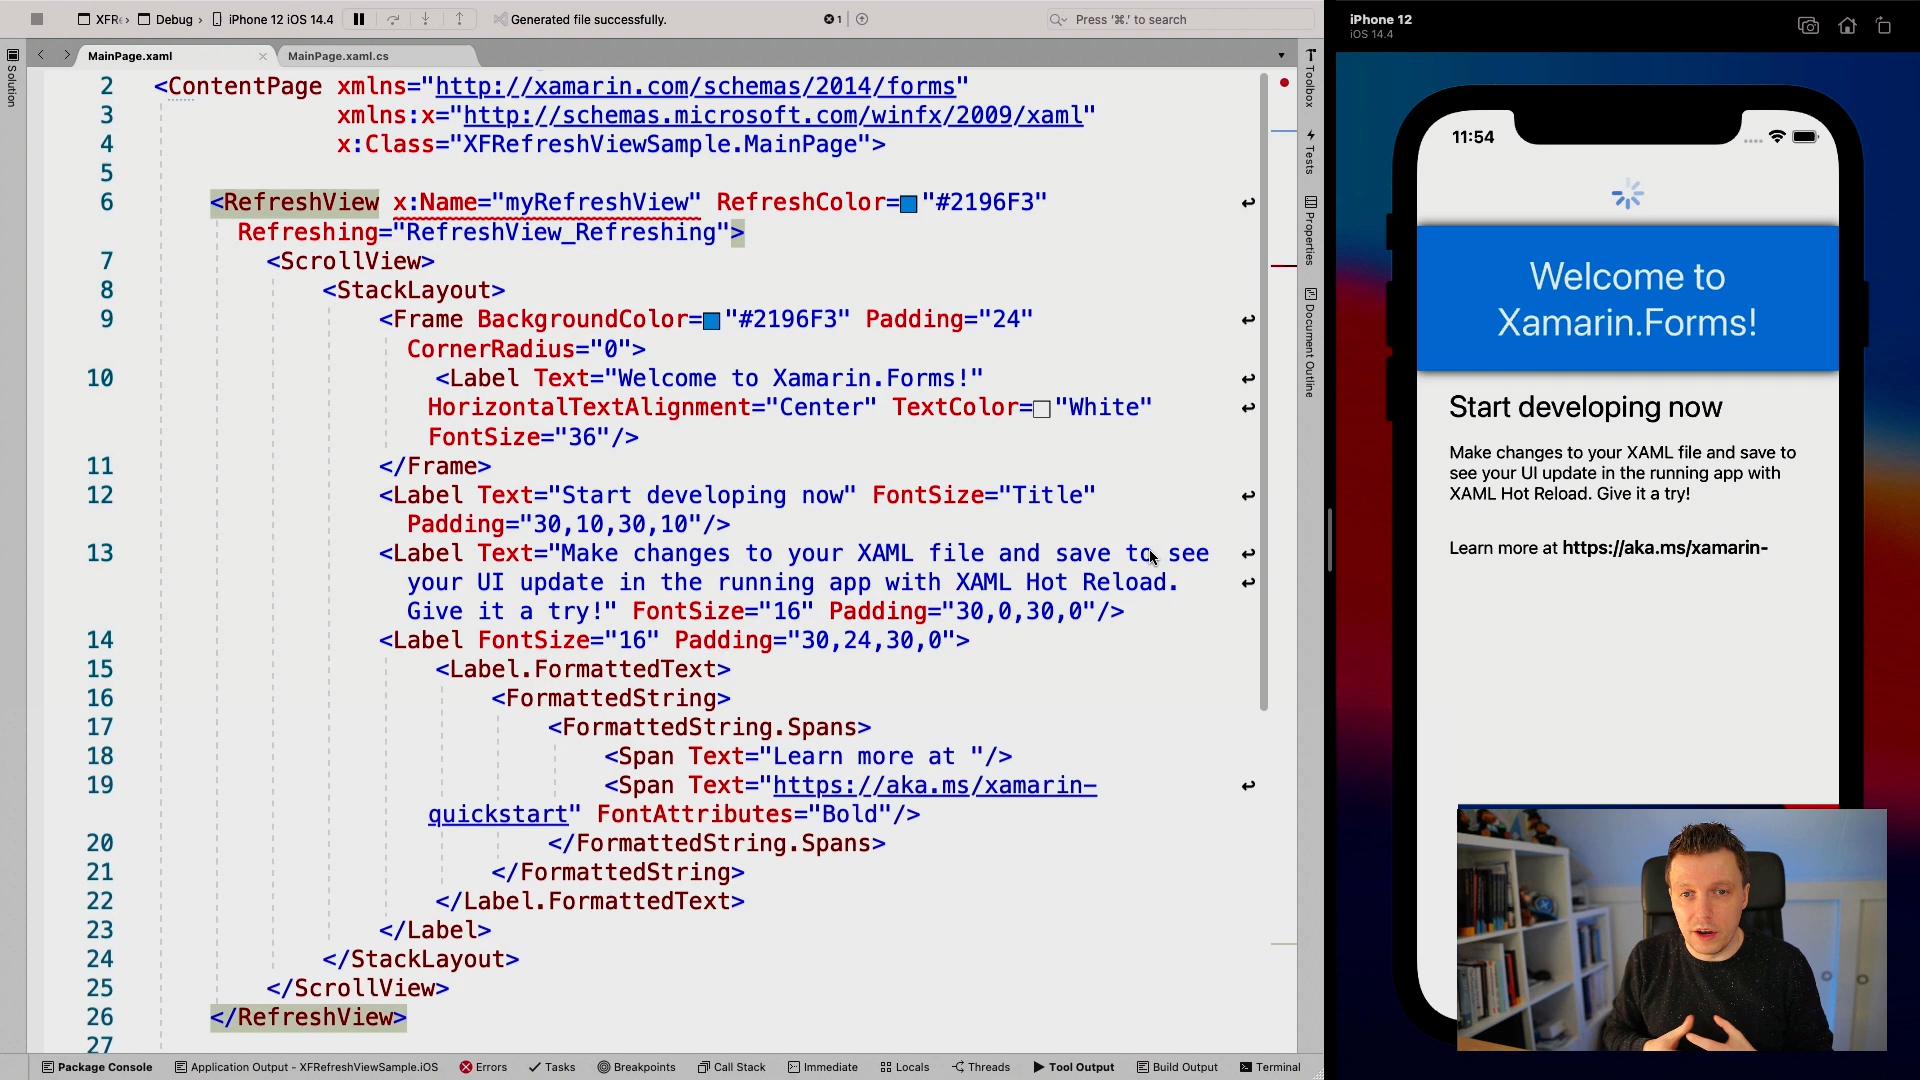 XFR
Debug
iPhone 12 iOS 14.4
Generated file successfully.
1
Press '⌘.' to search
MainPage.xaml
MainPage.xaml.cs
Solution
2 <ContentPage xmlns="http://xamarin.com/schemas/2014/forms"
3 xmlns:x="http://schemas.microsoft.com/winfx/2009/xaml"
4 x:Class="XFRefreshViewSample.MainPage">
5
6 <RefreshView x:Name="myRefreshView" RefreshColor="#2196F3"
Refreshing="RefreshView_Refreshing">
7 <ScrollView>
8 <StackLayout>
9 <Frame BackgroundColor="#2196F3" Padding="24"
CornerRadius="0">
10 <Label Text="Welcome to Xamarin.Forms!"
HorizontalTextAlignment="Center" TextColor="White"
FontSize="36"/>
11 </Frame>
12 <Label Text="Start developing now" FontSize="Title"
Padding="30,10,30,10"/>
13 <Label Text="Make changes to your XAML file and save to see
your UI update in the running app with XAML Hot Reload.
Give it a try!" FontSize="16" Padding="30,0,30,0"/>
14 <Label FontSize="16" Padding="30,24,30,0">
15 <Label.FormattedText>
16 <FormattedString>
17 <FormattedString.Spans>
18 <Span Text="Learn more at "/>
19 <Span Text="https://aka.ms/xamarin-
quickstart" FontAttributes="Bold"/>
20 </FormattedString.Spans>
21 </FormattedString>
22 </Label.FormattedText>
23 </Label>
24 </StackLayout>
25 </ScrollView>
26 </RefreshView>
27
Toolbox
Tests
Properties
Document Outline
Package Console
Application Output - XFRefreshViewSample.iOS
Errors
Tasks
Breakpoints
Call Stack
Immediate
Locals
Threads
Tool Output
Build Output
Terminal
iPhone 12
iOS 14.4
11:54
Welcome to
Xamarin.Forms!
Start developing now
Make changes to your XAML file and save to
see your UI update in the running app with
XAML Hot Reload. Give it a try!
Learn more at https://aka.ms/xamarin-